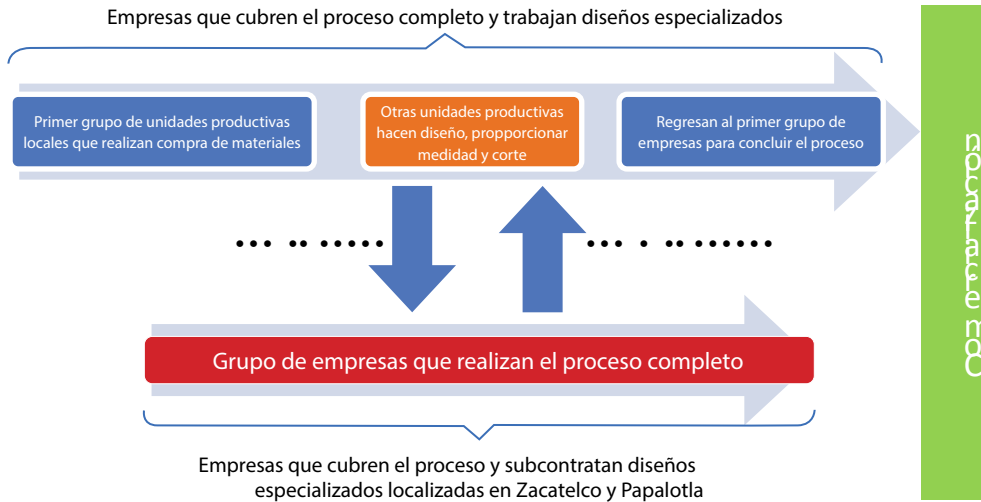 Empresas que cubren el proceso completo y trabajan diseños especializados
Primer grupo de unidades productivas
locales que realizan compra de materiales
Otras unidades productivas
hacen diseño, propporcionar
medidad y corte
Regresan al primer grupo de
empresas para concluir el proceso
Grupo de empresas que realizan el proceso completo
Empresas que cubren el proceso y subcontratan diseños
especializados localizadas en Zacatelco y Papalotla
Comercialización